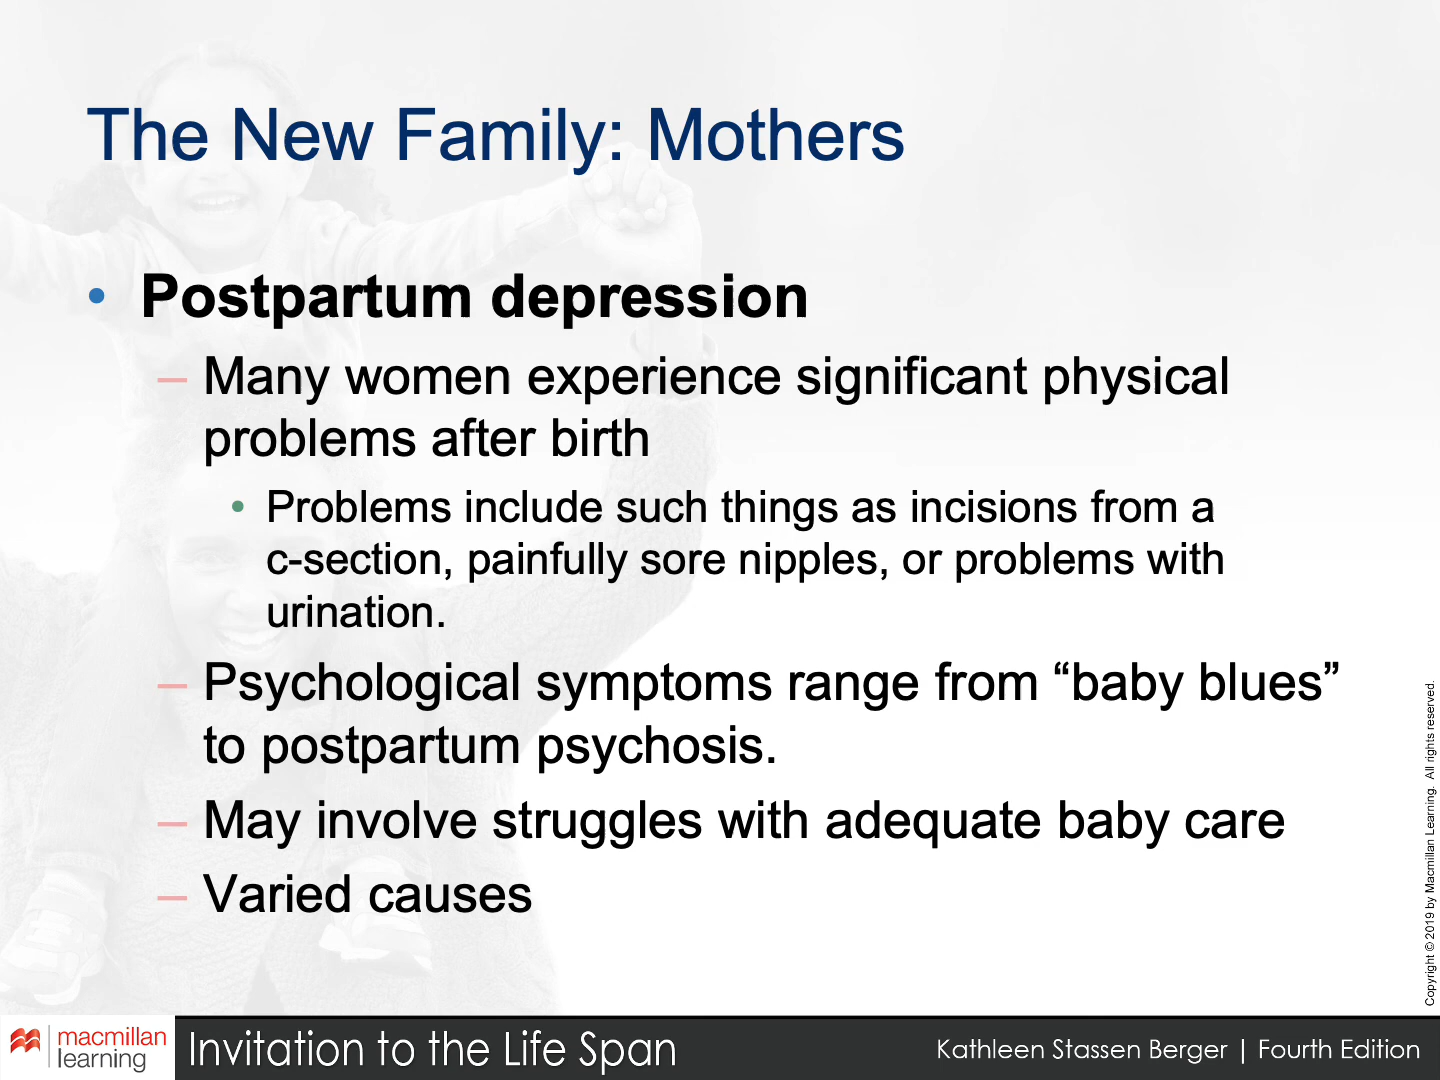 The New Family: Mothers
• Postpartum depression
– Many women experience significant physical
problems after birth
• Problems include such things as incisions from a
c-section, painfully sore nipples, or problems with
urination.
– Psychological symptoms range from “baby blues”
to postpartum psychosis.
– May involve struggles with adequate baby care
– Varied causes
Copyright © 2019 by Macmillan Learning. All rights reserved.
macmillan
learning
Invitation to the Life Span
Kathleen Stassen Berger | Fourth Edition